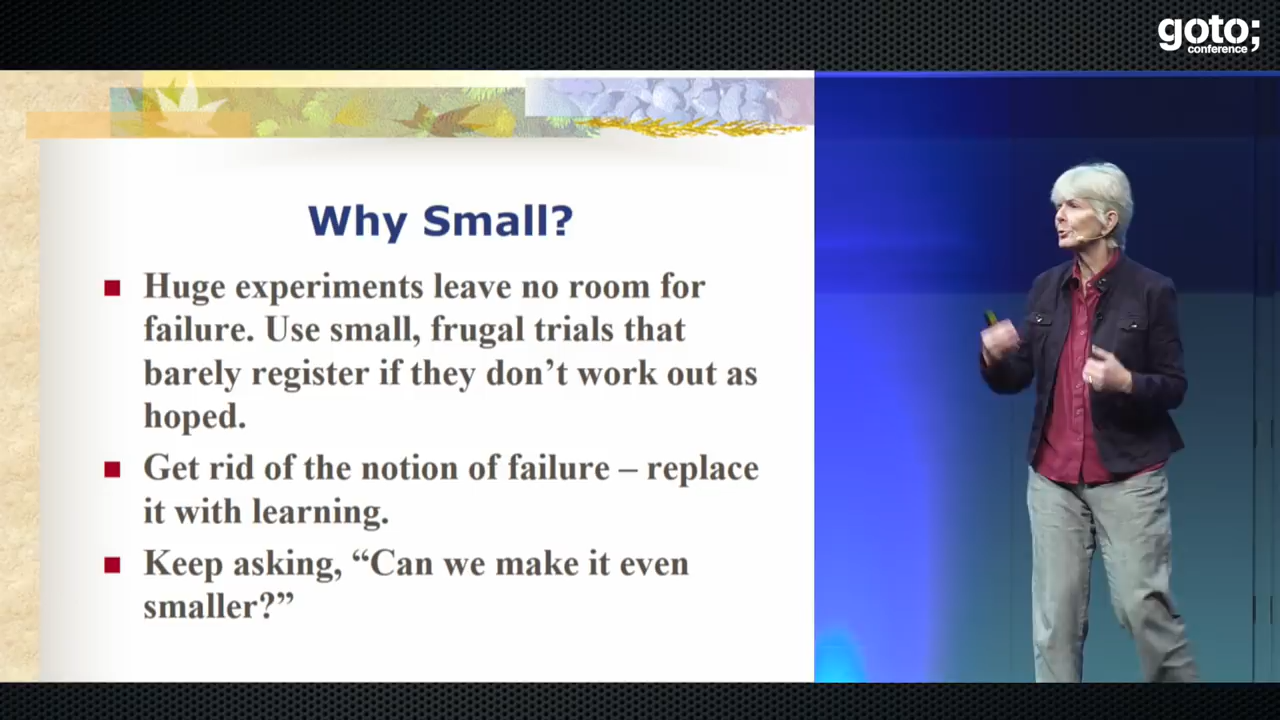 goto;
conference
Why Small?
Huge experiments leave no room for
failure. Use small, frugal trials that
barely register if they don’t work out as
hoped.
Get rid of the notion of failure – replace
it with learning.
Keep asking, “Can we make it even
smaller?”